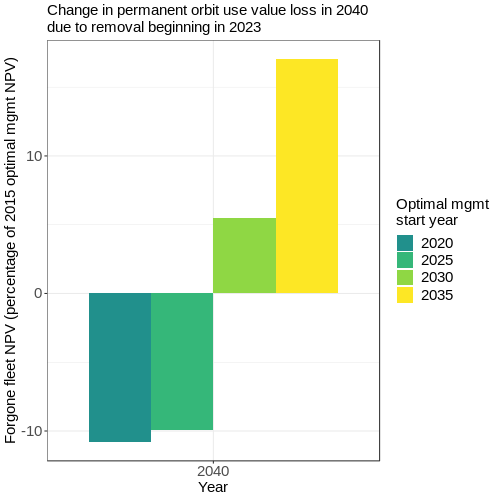 Change in permanent orbit use value loss in 2040
due to removal beginning in 2023
Forgone fleet NPV (percentage of 2015 optimal mgmt NPV)
10
0
-10
2040
Year
Optimal mgmt
start year
2020
2025
2030
2035